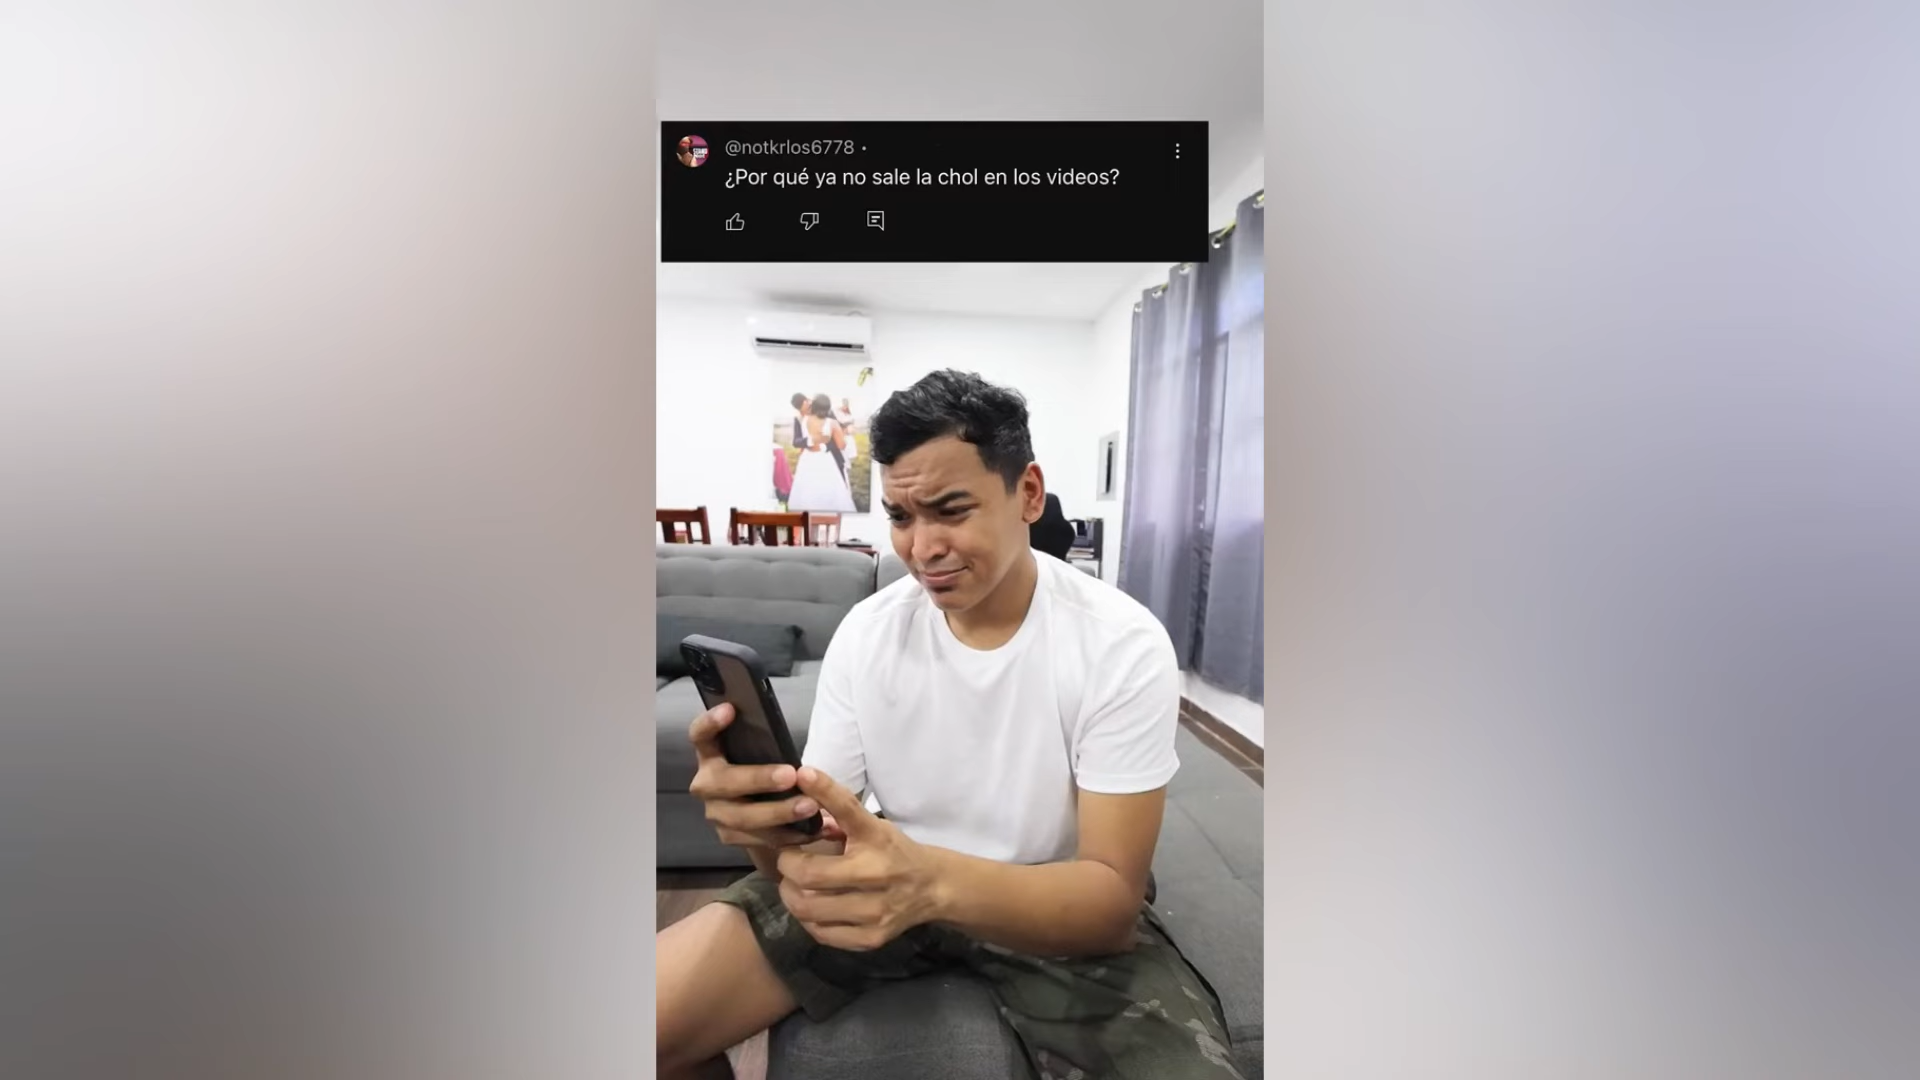 @notkrlos6778 •
¿Por qué ya no sale la chol en los videos?